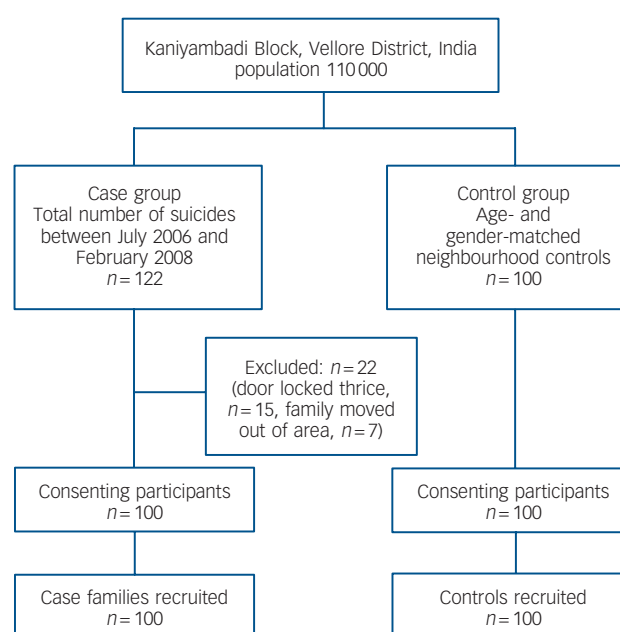 Kaniyambadi Block, Vellore District, India
population 110 000
Case group
Total number of suicides
between July 2006 and
February 2008
n = 122
Control group
Age- and
gender-matched
neighbourhood controls
n = 100
Excluded: n = 22
(door locked thrice,
n = 15, family moved
out of area, n = 7)
Consenting participants
n = 100
Consenting participants
n = 100
Case families recruited
n = 100
Controls recruited
n = 100